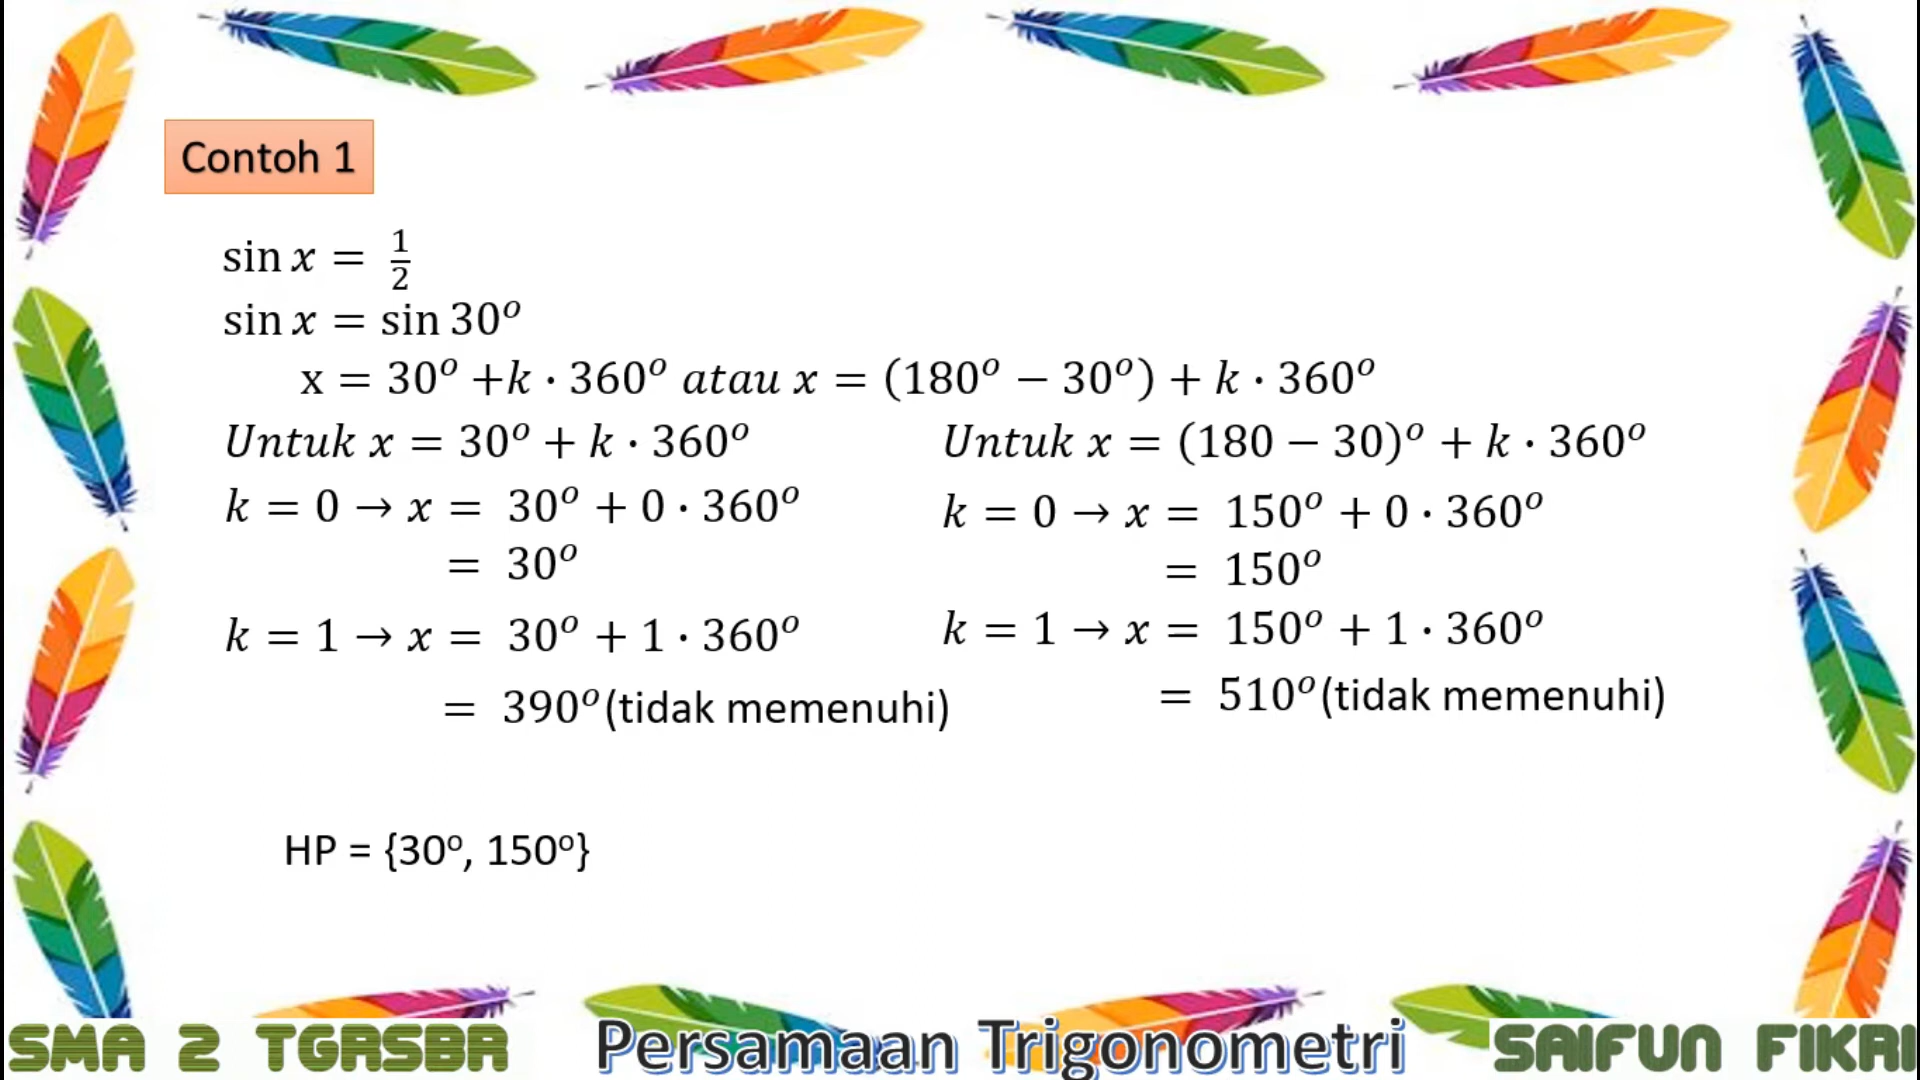 Contoh 1
sin x = 1/2
sin x = sin 30°
x = 30° +k · 360° atau x = (180° − 30°) + k · 360°
Untuk x = 30° + k · 360°
k = 0 → x = 30° + 0 · 360°
= 30°
k = 1 → x = 30° + 1 · 360°
= 390° (tidak memenuhi)
Untuk x = (180 − 30)° + k · 360°
k = 0 → x = 150° + 0 · 360°
= 150°
k = 1 → x = 150° + 1 · 360°
= 510° (tidak memenuhi)
HP = {30°, 150°}
SMA 2 TGRSBR
Persamaan Trigonometri
SAIFUN FIKRI